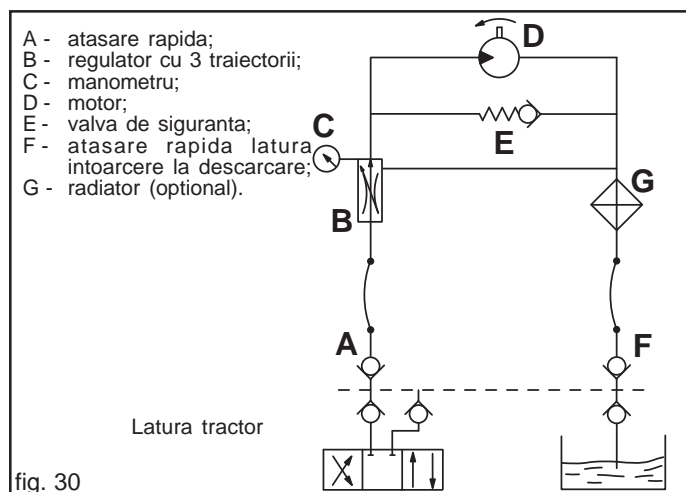 A - atasare rapida;
B - regulator cu 3 traiectorii;
C - manometru;
D - motor;
E - valva de siguranta;
F - atasare rapida latura
intoarcere la descarcare;
G - radiator (optional).
D
C
E
G
B
A
F
Latura tractor
fig. 30